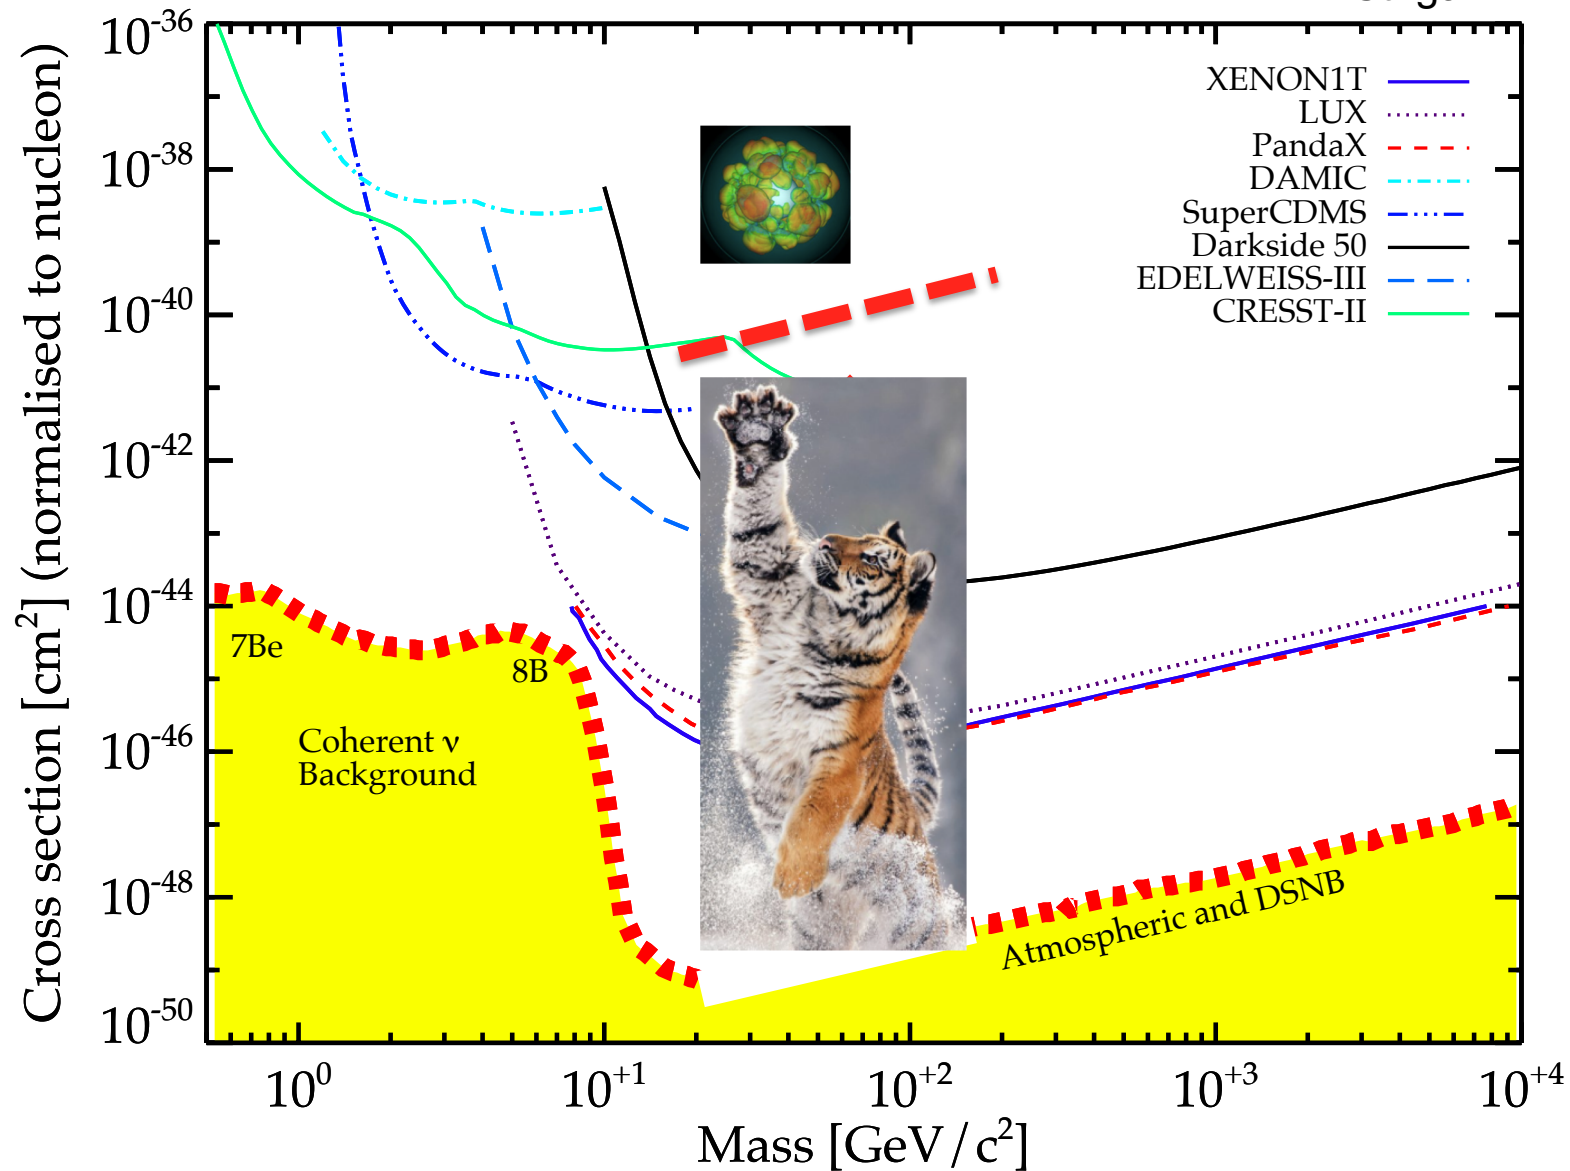 10^-36
10^-38
10^-40
10^-42
10^-44
10^-46
10^-48
10^-50
Cross section [cm^2] (normalised to nucleon)
XENON1T
LUX
PandaX
DAMIC
SuperCDMS
Darkside 50
EDELWEISS-III
CRESST-II
7Be
8B
Coherent ν
Background
Atmospheric and DSNB
10^0
10^+1
10^+2
10^+3
10^+4
Mass [GeV/c^2]